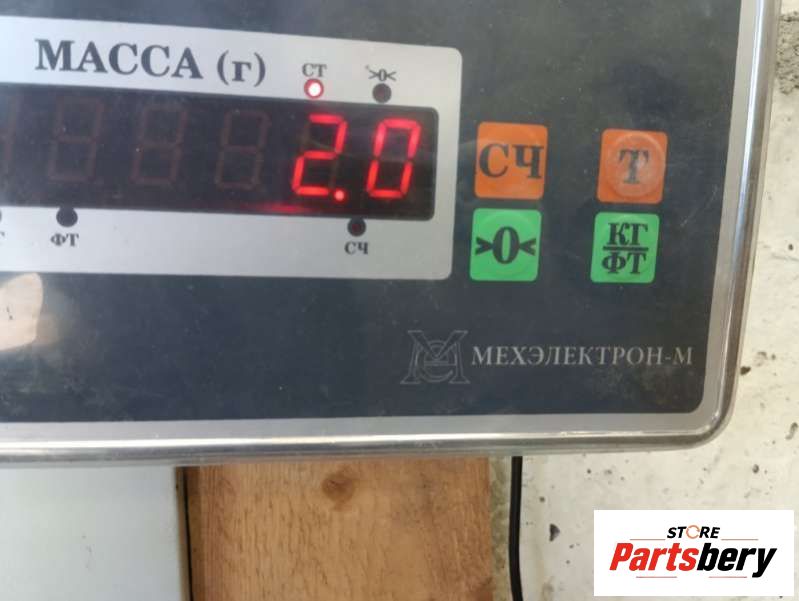 МАССА (г)
СТ
>0<
2.0
СЧ
Т
ФТ
СЧ
>0<
КГ
ФТ
МЕХЭЛЕКТРОН-М
STORE
Partsbery